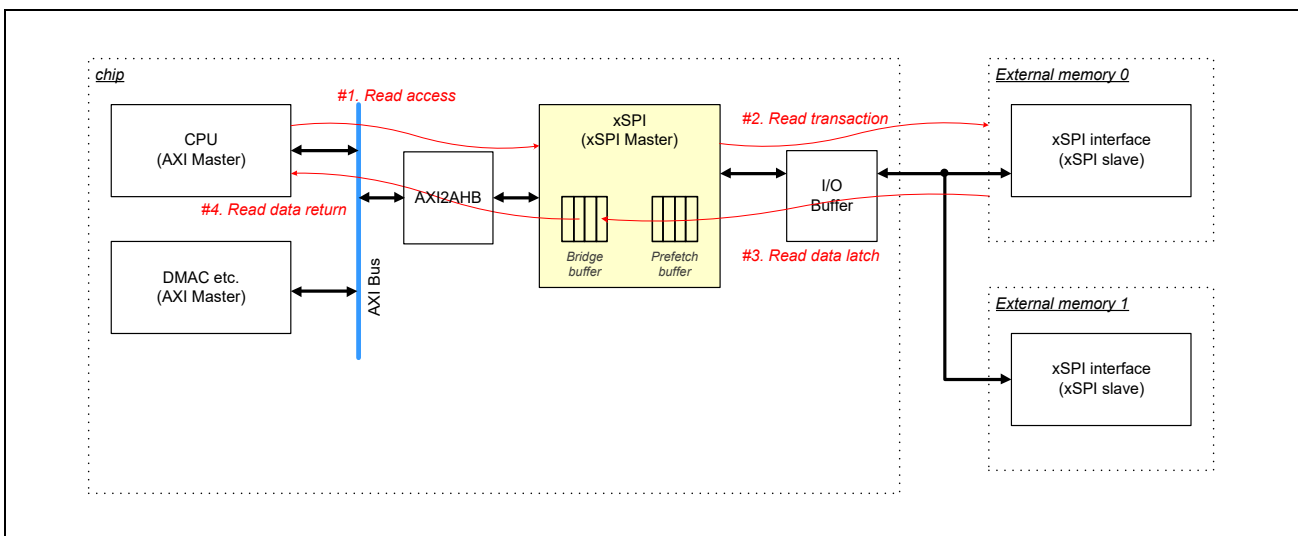 chip
External memory 0
#1. Read access
CPU
(AXI Master)
xSPI
(xSPI Master)
#2. Read transaction
xSPI interface
(xSPI slave)
AXI2AHB
I/O
Buffer
#4. Read data return
#3. Read data latch
Bridge
buffer
Prefetch
buffer
DMAC etc.
(AXI Master)
AXI Bus
External memory 1
xSPI interface
(xSPI slave)